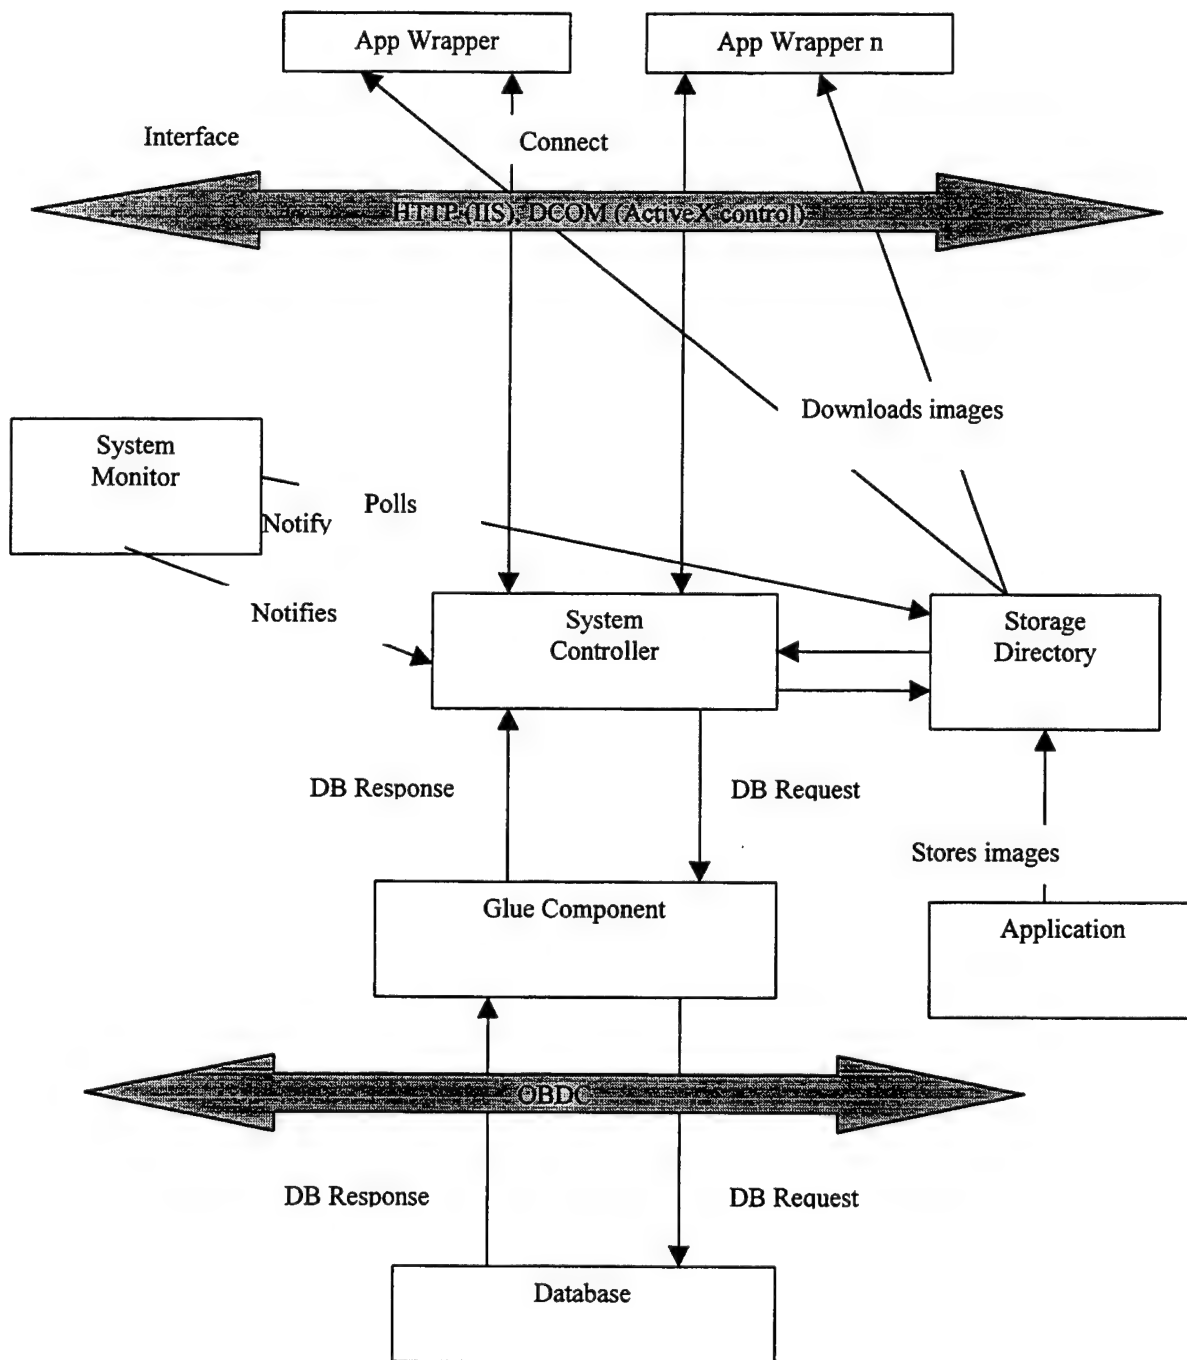 App Wrapper
App Wrapper n
Interface
Connect
HTTP (IIS), DCOM (ActiveX control)
Downloads images
System
Monitor
Polls
Notify
Notifies
System
Controller
Storage
Directory
DB Response
DB Request
Stores images
Glue Component
Application
OBDC
DB Response
DB Request
Database